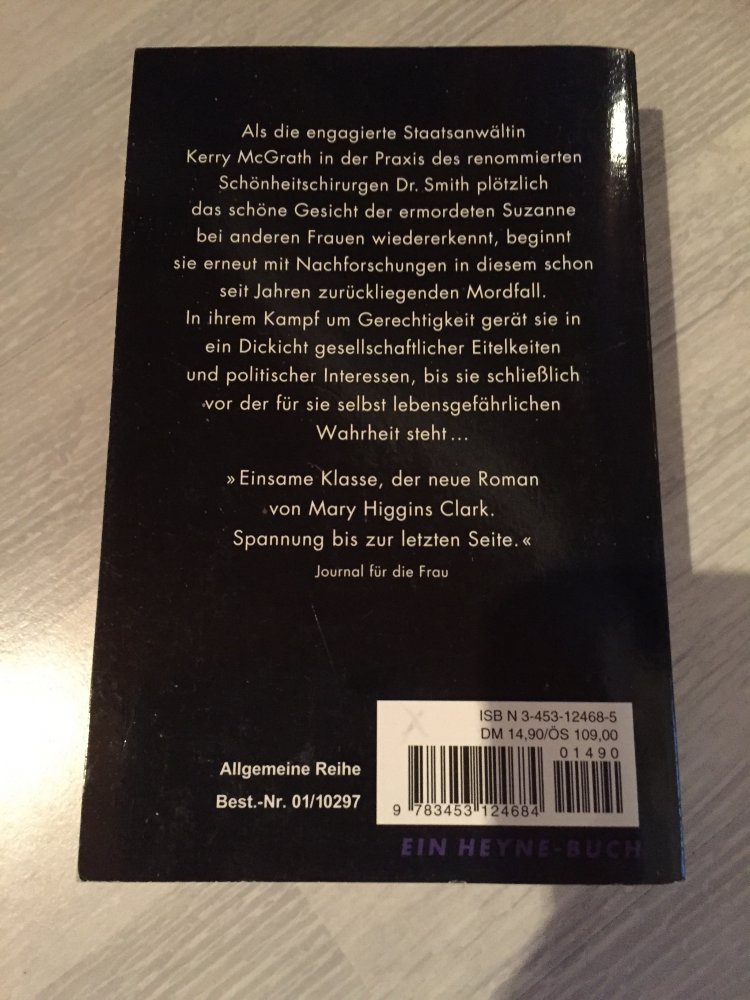 Als die engagierte Staatsanwältin
Kerry McGrath in der Praxis des renommierten
Schönheitschirurgen Dr. Smith plötzlich
das schöne Gesicht der ermordeten Suzanne
bei anderen Frauen wiedererkennt, beginnt
sie erneut mit Nachforschungen in diesem schon
seit Jahren zurückliegenden Mordfall.
In ihrem Kampf um Gerechtigkeit gerät sie in
ein Dickicht gesellschaftlicher Eitelkeiten
und politischer Interessen, bis sie schließlich
vor der für sie selbst lebensgefährlichen
Wahrheit steht...
»Einsame Klasse, der neue Roman
von Mary Higgins Clark.
Spannung bis zur letzten Seite.«
Journal für die Frau
ISBN 3-453-12468-5
DM 14,90/ÖS 109,00
01490
9 783453 124684
Allgemeine Reihe
Best.-Nr. 01/10297
EIN HEYNE-BUCH